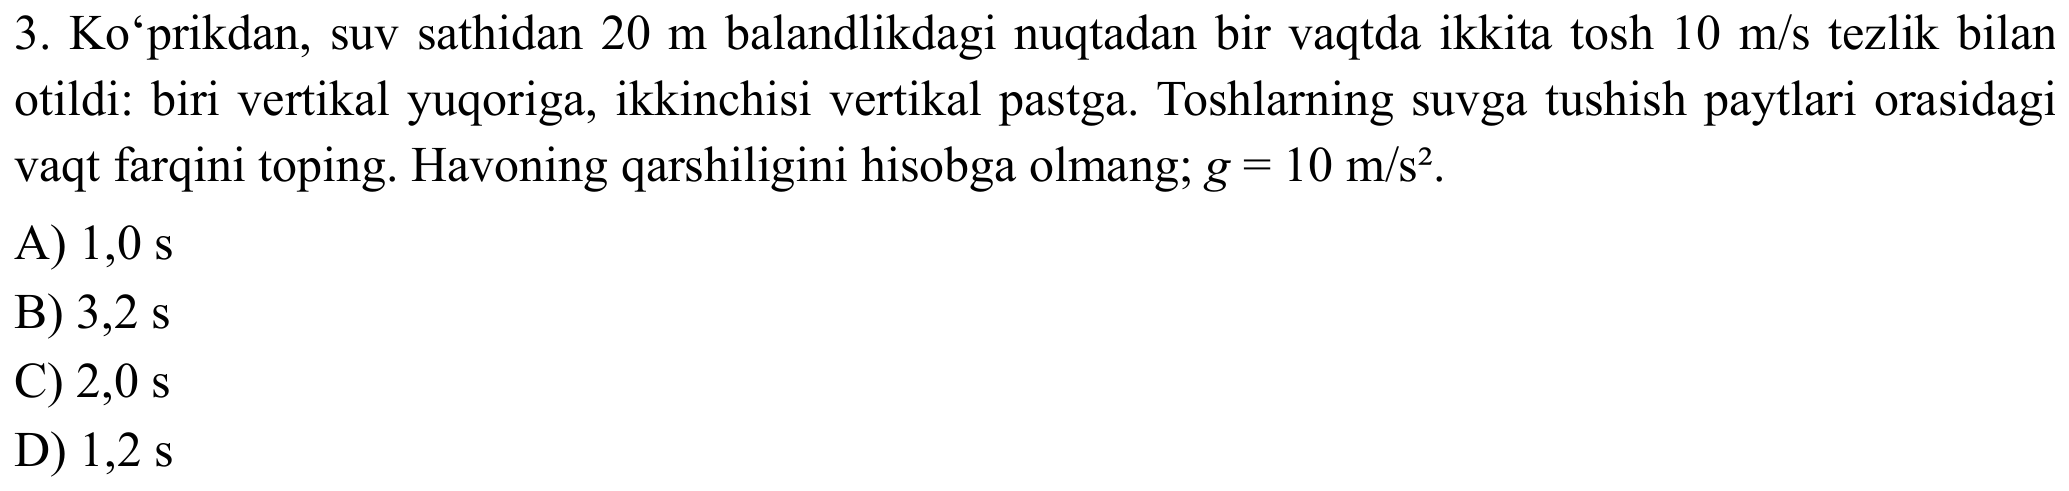 3. Ko‘prikdan, suv sathidan 20 m balandlikdagi nuqtadan bir vaqtda ikkita tosh 10 m/s tezlik bilan
otildi: biri vertikal yuqoriga, ikkinchisi vertikal pastga. Toshlarning suvga tushish paytlari orasidagi
vaqt farqini toping. Havoning qarshiligini hisobga olmang; g = 10 m/s².
A) 1,0 s
B) 3,2 s
C) 2,0 s
D) 1,2 s